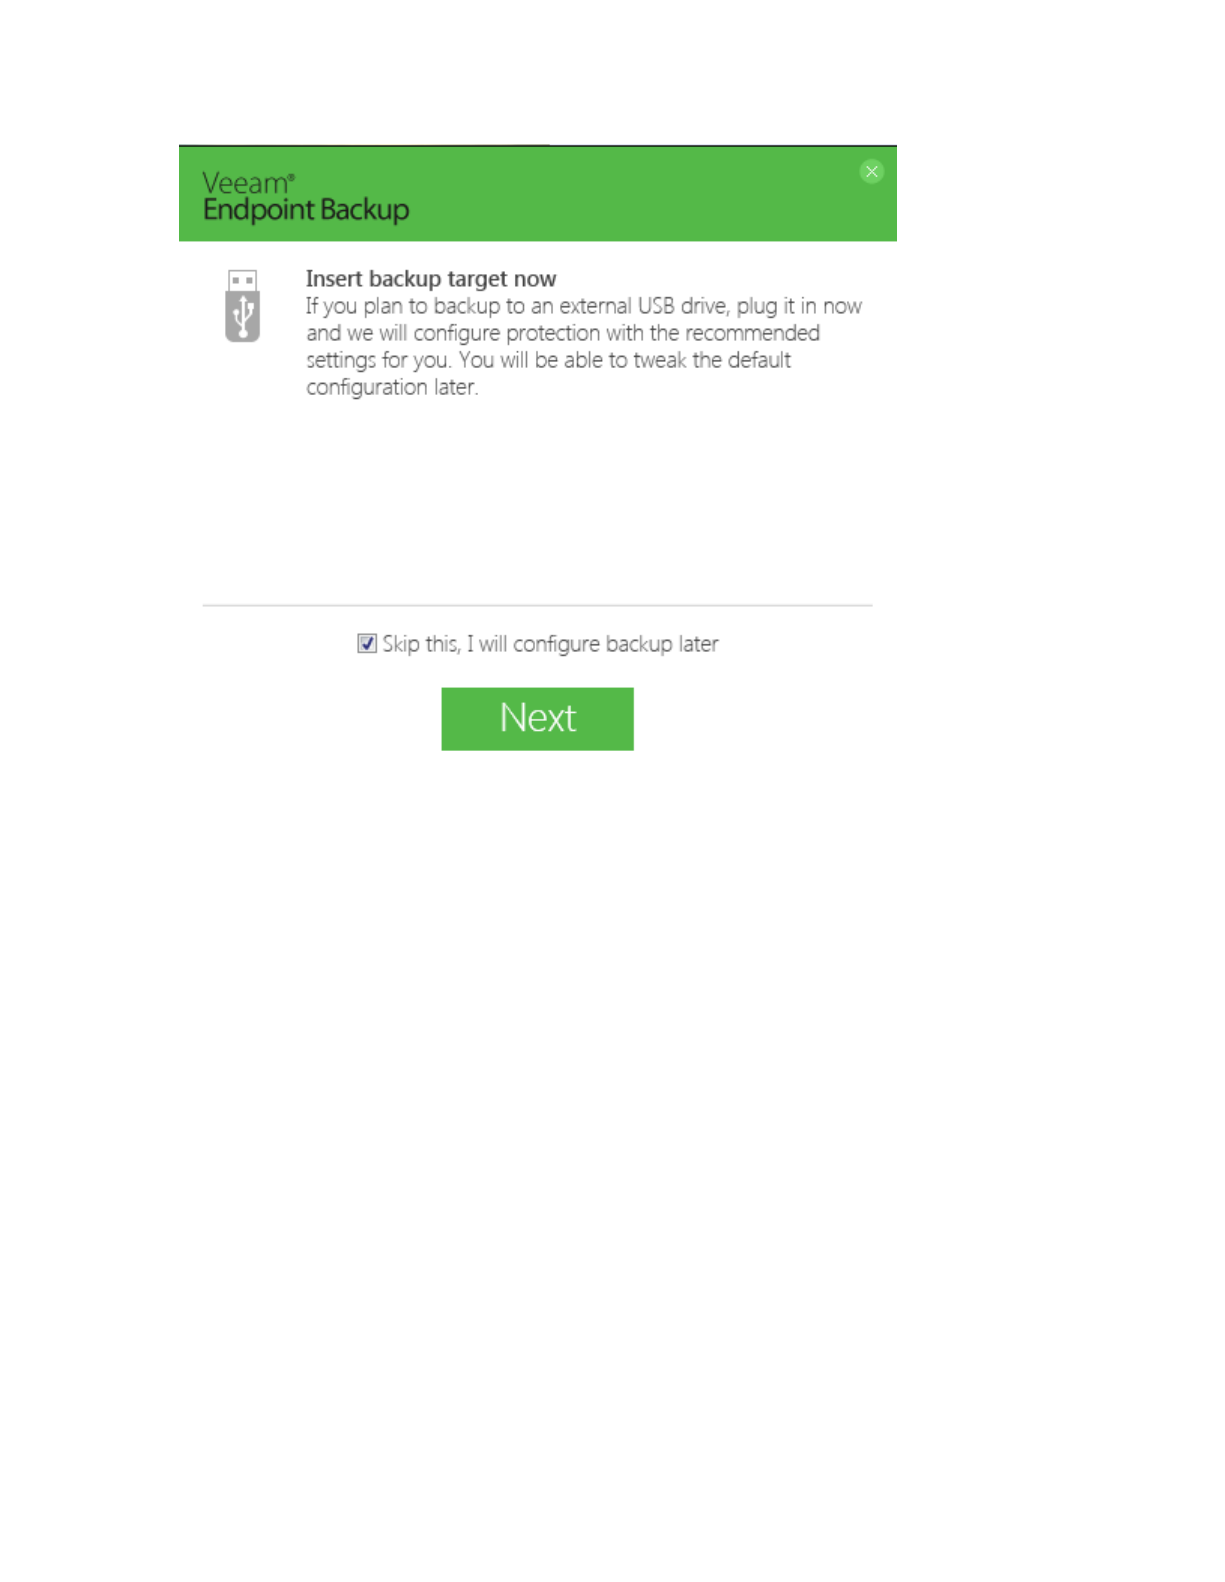 Veeam®
Endpoint Backup
Insert backup target now
If you plan to backup to an external USB drive, plug it in now
and we will configure protection with the recommended
settings for you. You will be able to tweak the default
configuration later.
Skip this, I will configure backup later
Next